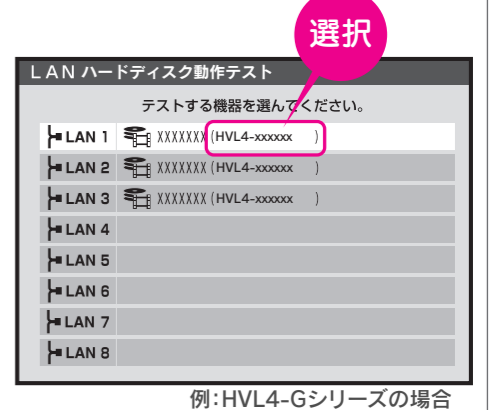 選択
LAN ハードディスク動作テスト
テストする機器を選んでください。
LAN 1 XXXXXXX (HVL4-xxxxxx )
LAN 2 XXXXXXX (HVL4-xxxxxx )
LAN 3 XXXXXXX (HVL4-xxxxxx )
LAN 4
LAN 5
LAN 6
LAN 7
LAN 8
例:HVL4-Gシリーズの場合